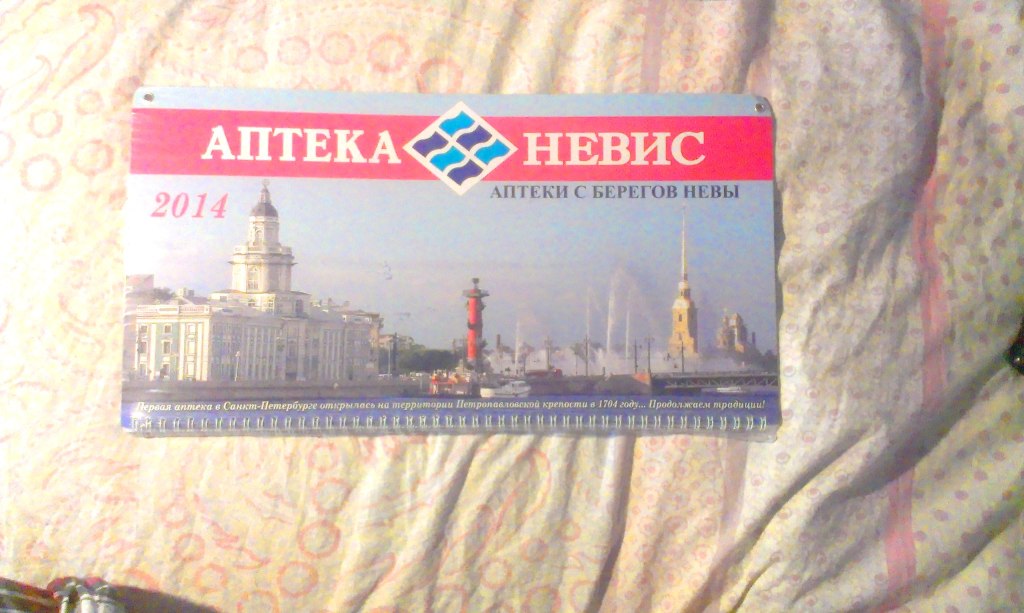 АПТЕКА НЕВИС
АПТЕКИ С БЕРЕГОВ НЕВЫ
2014
Первая аптека в Санкт-Петербурге открылась на территории Петропавловской крепости в 1704 году... Продолжаем традиции!